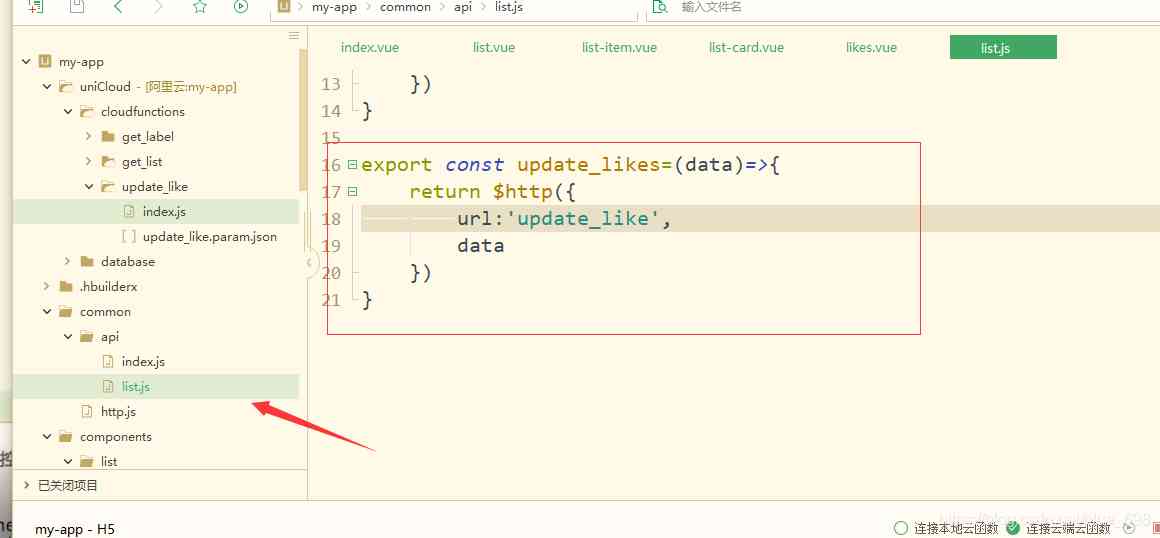 my-app > common > api > list.js
输入文件名
index.vue list.vue list-item.vue list-card.vue likes.vue list.js
my-app
uniCloud - [阿里云:my-app]
cloudfunctions
get_label
get_list
update_like
index.js
update_like.param.json
database
.hbuilderx
common
api
index.js
list.js
http.js
components
list
已关闭项目
13 })
14 }
15
16 export const update_likes=(data)=>{
17 return $http({
18 url:'update_like',
19 data
20 })
21 }
my-app - H5
连接本地云函数 连接云端云函数